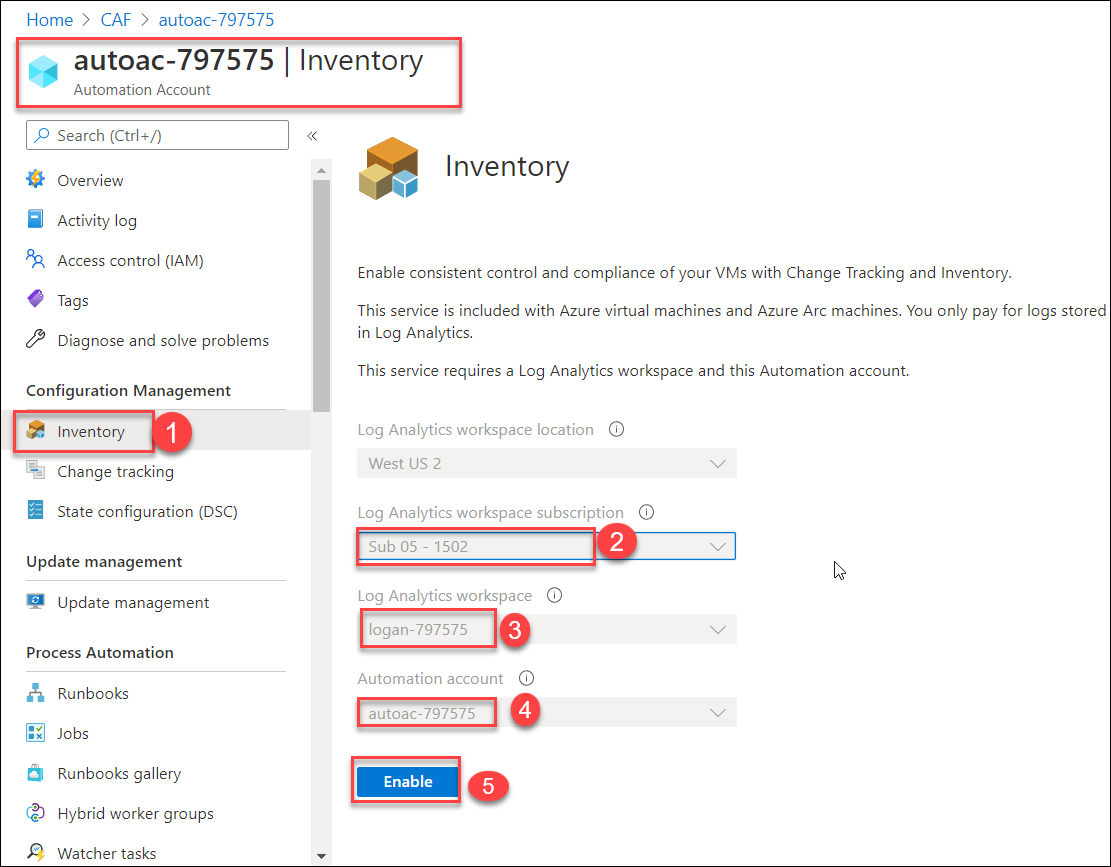 Home > CAF > autoac-797575
autoac-797575 | Inventory
Automation Account
Search (Ctrl+/)
«
Overview
Activity log
Access control (IAM)
Tags
Diagnose and solve problems
Configuration Management
Inventory
1
Change tracking
State configuration (DSC)
Update management
Update management
Process Automation
Runbooks
Jobs
Runbooks gallery
Hybrid worker groups
Watcher tasks
Inventory
Enable consistent control and compliance of your VMs with Change Tracking and Inventory.
This service is included with Azure virtual machines and Azure Arc machines. You only pay for logs stored
in Log Analytics.
This service requires a Log Analytics workspace and this Automation account.
Log Analytics workspace location
West US 2
Log Analytics workspace subscription
Sub 05 - 1502
2
Log Analytics workspace
logan-797575
3
Automation account
autoac-797575
4
Enable
5